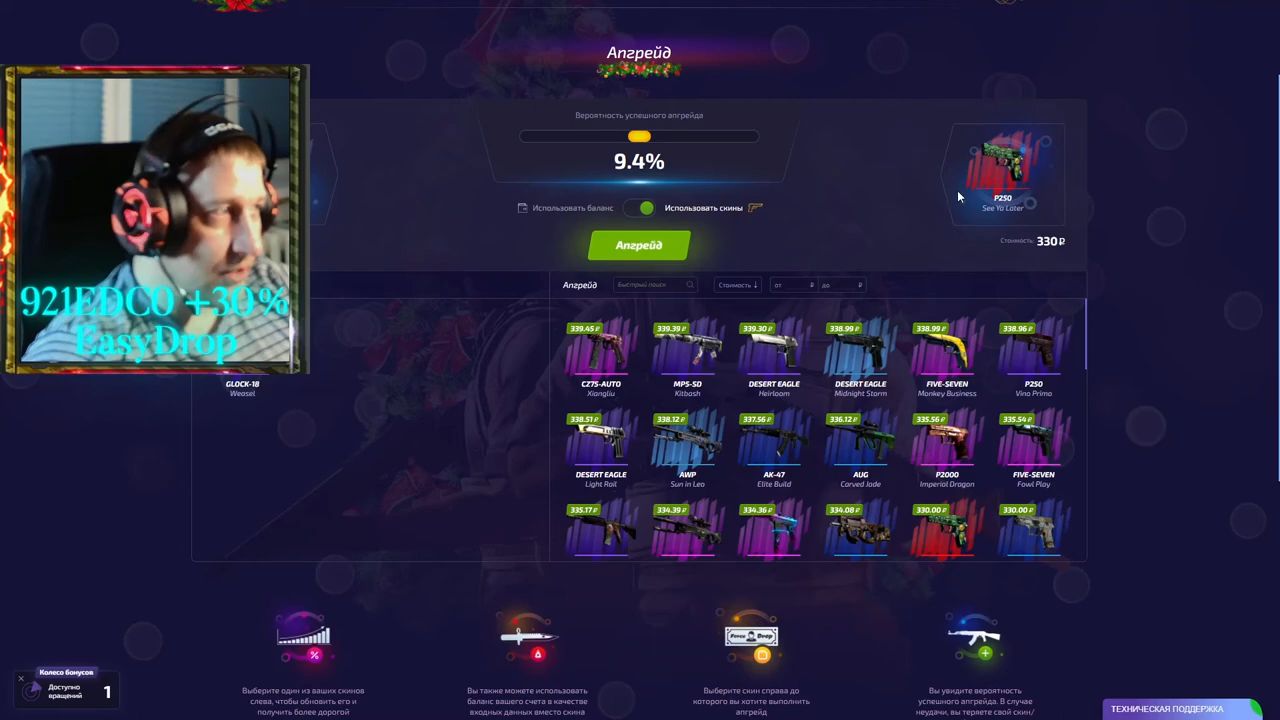 Апгрейд
Вероятность успешного апгрейда
9.4%
Использовать баланс
Использовать скины
Апгрейд
P250
See Ya Later
Стоимость: 330 ₽
921EDCO +30%
EasyDrop
GLOCK-18
Weasel
Апгрейд
Быстрый поиск
Стоимость
от ₽
до ₽
339.45 ₽ 339.39 ₽ 339.30 ₽ 338.99 ₽ 338.99 ₽ 338.96 ₽
CZ75-AUTO MP5-SD DESERT EAGLE DESERT EAGLE FIVE-SEVEN P250
Xiangliu Kitbash Heirloom Midnight Storm Monkey Business Vino Primo
338.51 ₽ 338.12 ₽ 337.56 ₽ 336.12 ₽ 335.56 ₽ 335.54 ₽
DESERT EAGLE AWP AK-47 AUG P2000 FIVE-SEVEN
Light Rail Sun in Leo Elite Build Carved Jade Imperial Dragon Fowl Play
335.17 ₽ 334.39 ₽ 334.36 ₽ 334.08 ₽ 330.00 ₽ 330.00 ₽
Выберите один из ваших скинов
слева, чтобы обновить его и
получить более дорогой
Вы также можете использовать
баланс вашего счета в качестве
входных данных вместо скина
Выберите скин справа до
которого вы хотите выполнить
апгрейд
Вы увидите вероятность
успешного апгрейда. В случае
неудачи, вы теряете свой скин/
Колесо бонусов
Доступно
вращений
1
ТЕХНИЧЕСКАЯ ПОДДЕРЖКА